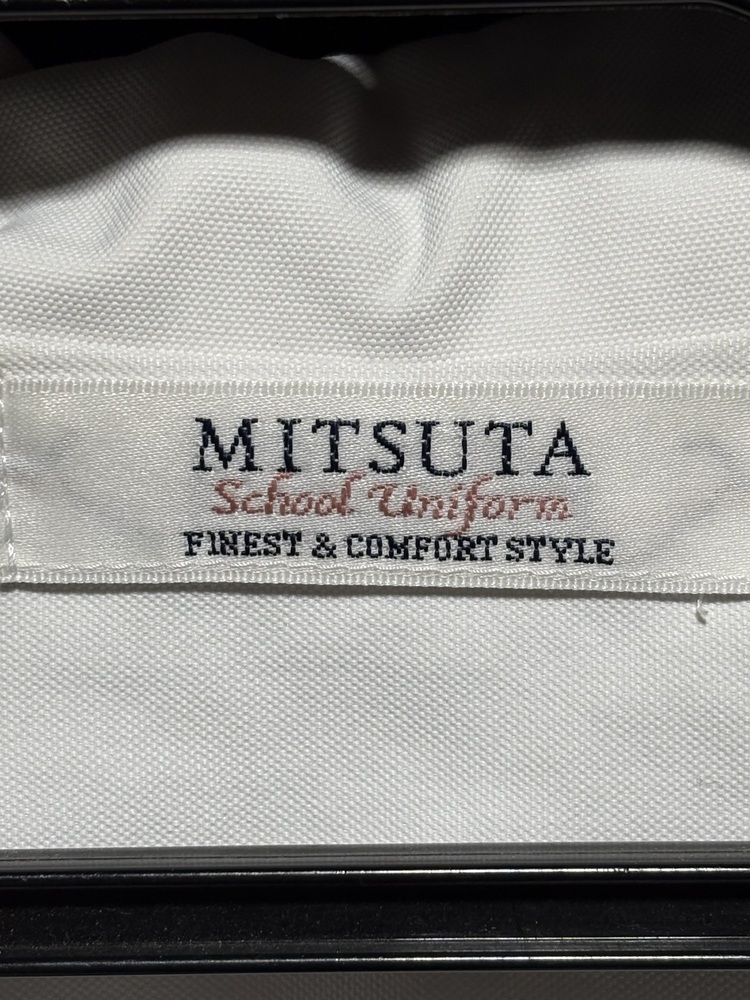 MITSUTA
School Uniform
FINEST & COMFORT STYLE